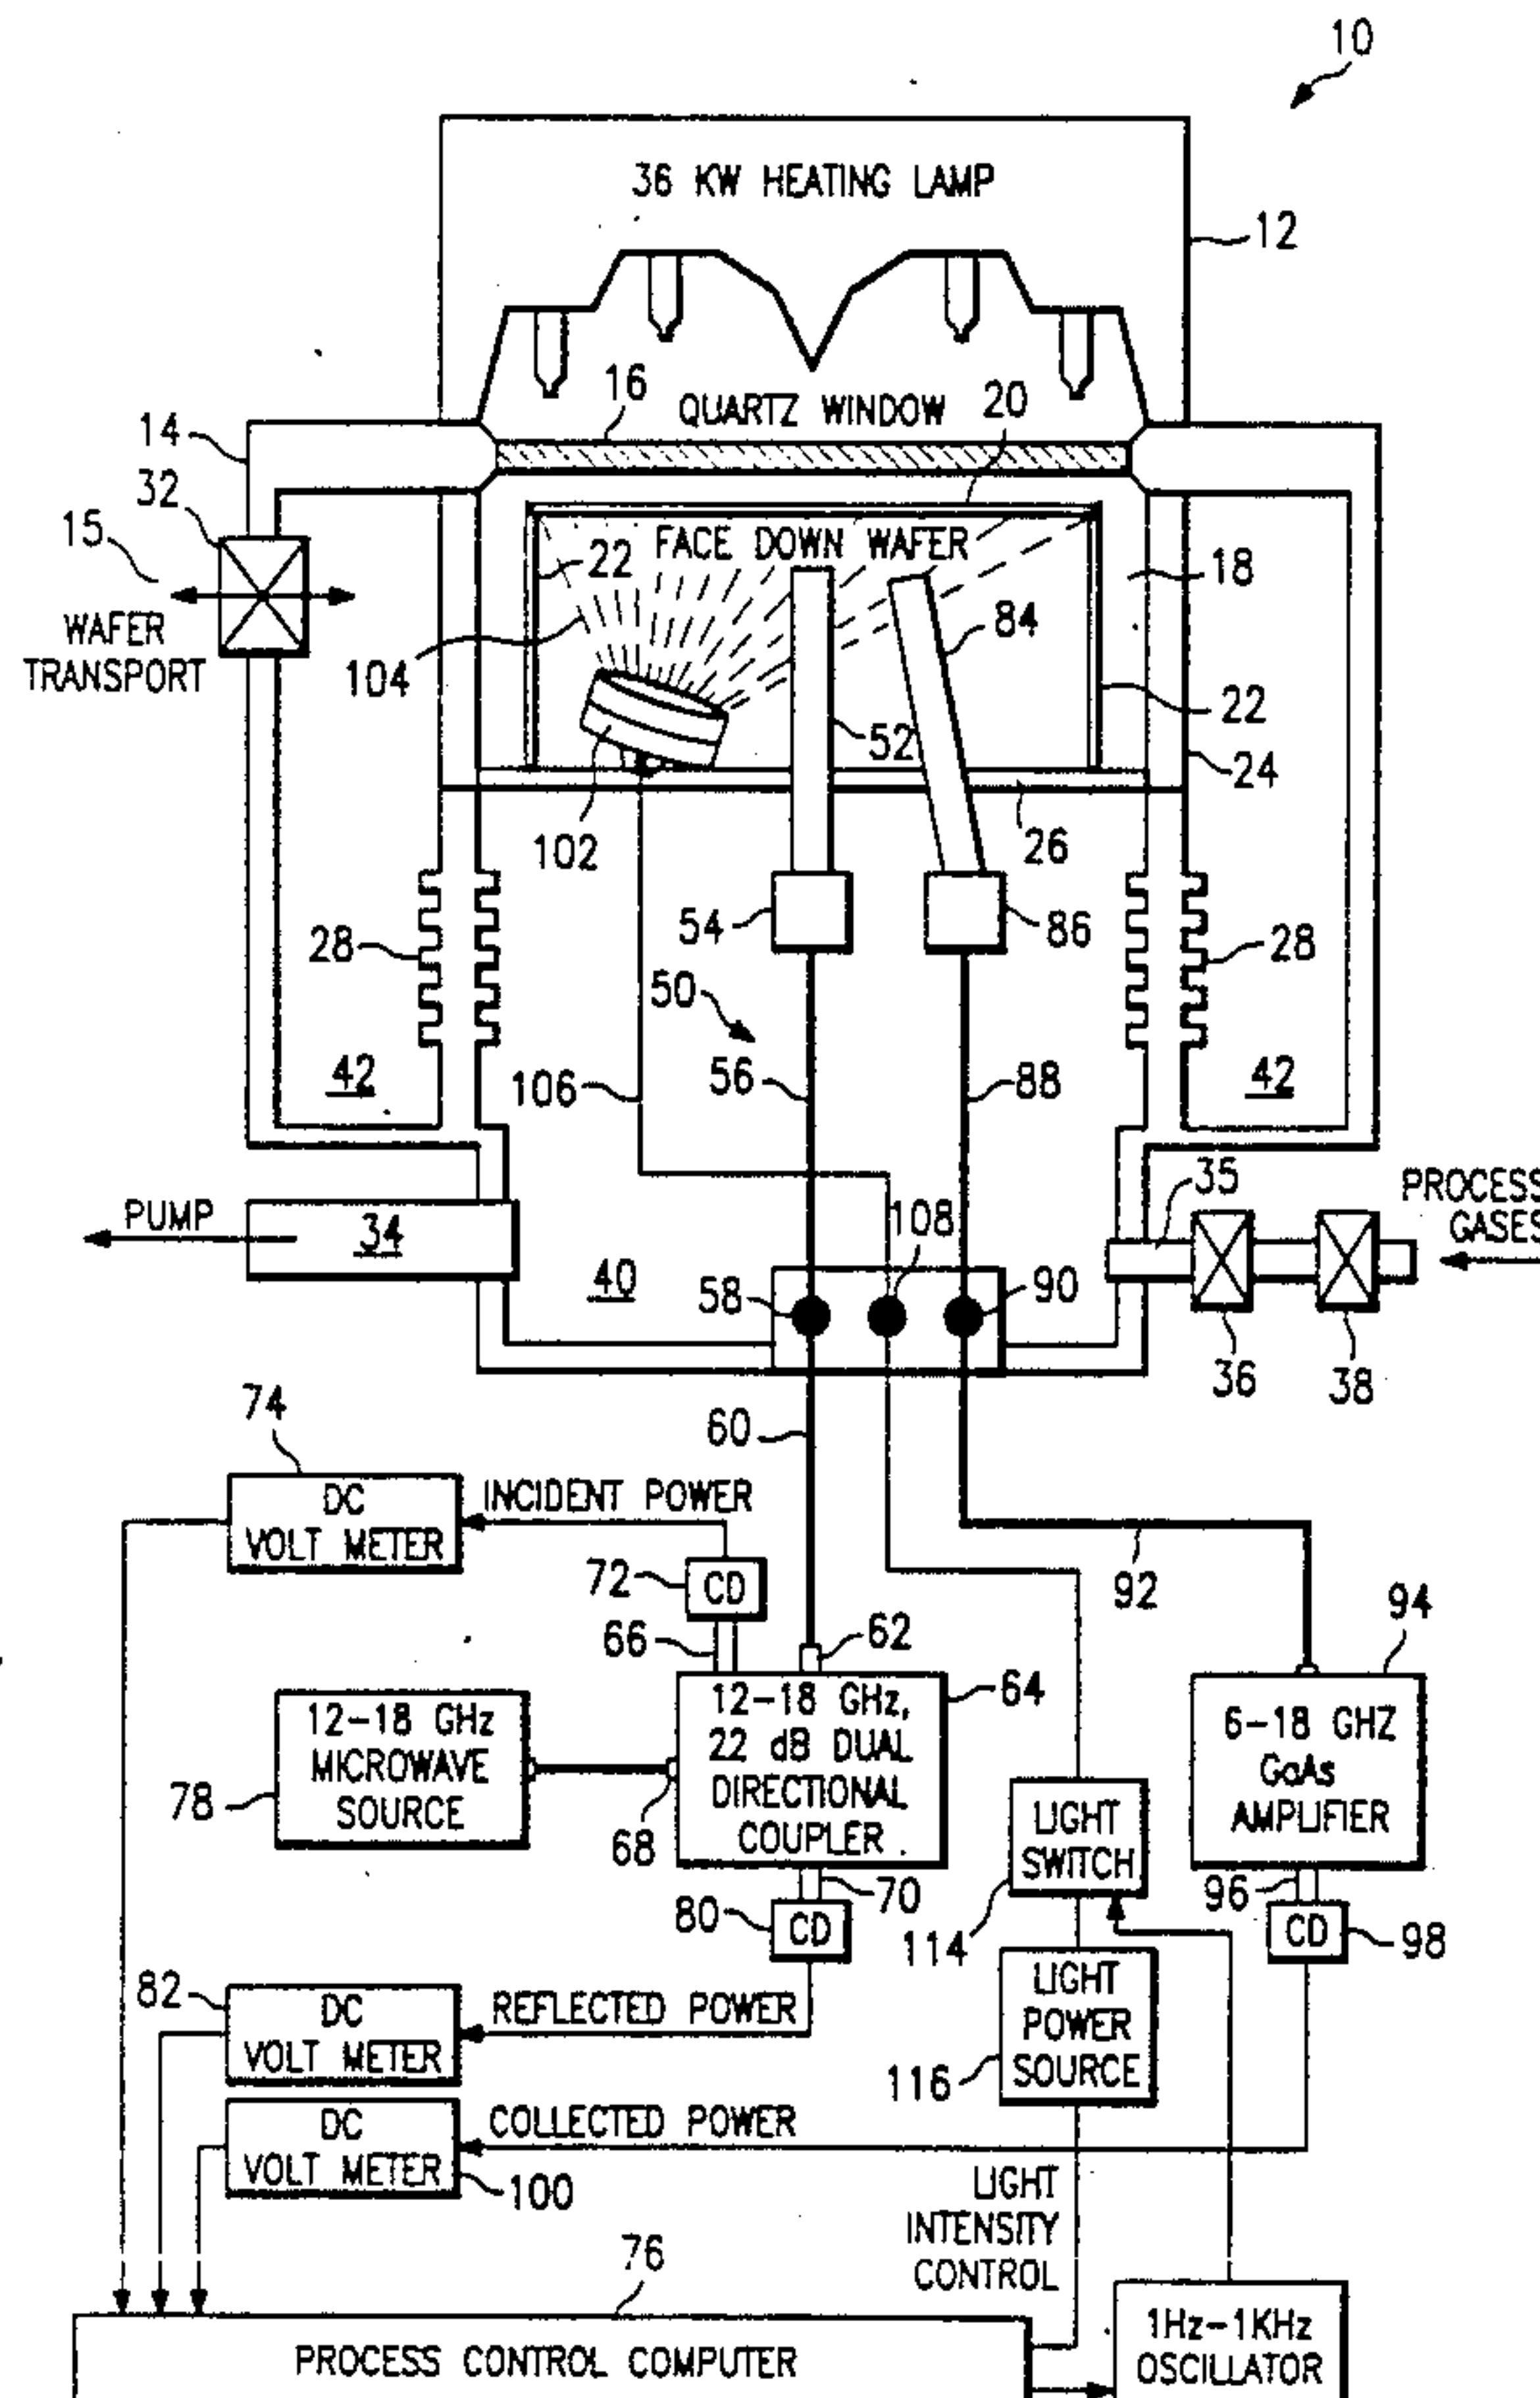 10
36 KW HEATING LAMP
12
16
QUARTZ WINDOW
20
14
32
15
FACE DOWN WAFER
22
18
WAFER
TRANSPORT
104
84
22
52
24
102
26
54
86
28
28
50
42
106
56
88
42
35
PROCESS
GASES
PUMP
34
108
40
58
90
36
38
74
60
DC
VOLT METER
INCIDENT POWER
72
CD
92
94
66
62
12-18 GHz
MICROWAVE
SOURCE
78
12-18 GHz,
22 dB DUAL
DIRECTIONAL
COUPLER
64
68
6-18 GHZ
GaAs
AMPLIFIER
LIGHT
SWITCH
70
80
CD
114
96
CD
98
82
DC
VOLT METER
REFLECTED POWER
LIGHT
POWER
SOURCE
116
DC
VOLT METER
COLLECTED POWER
100
LIGHT
INTENSITY
CONTROL
76
PROCESS CONTROL COMPUTER
1Hz-1KHz
OSCILLATOR